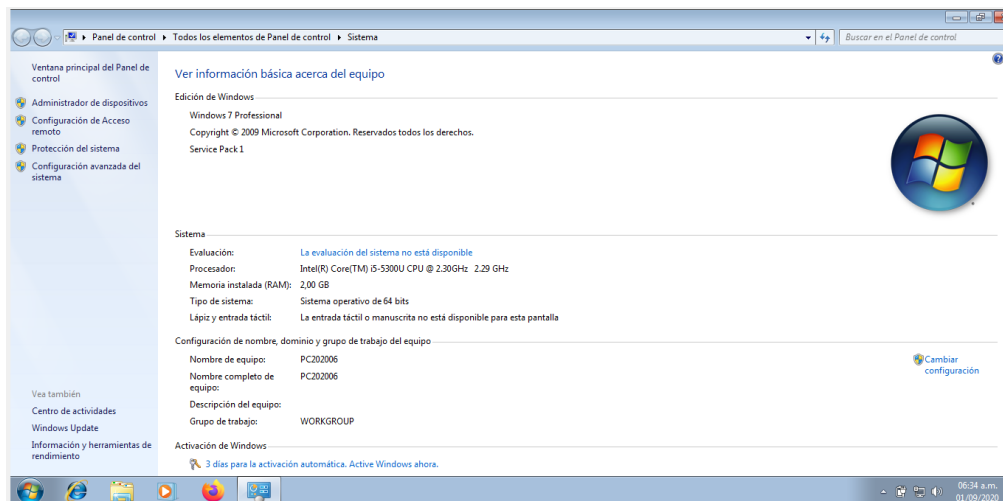 Panel de control ▸ Todos los elementos de Panel de control ▸ Sistema
Buscar en el Panel de control
Ventana principal del Panel de
control
Administrador de dispositivos
Configuración de Acceso
remoto
Protección del sistema
Configuración avanzada del
sistema
Ver información básica acerca del equipo
Edición de Windows
Windows 7 Professional
Copyright © 2009 Microsoft Corporation. Reservados todos los derechos.
Service Pack 1
Sistema
Evaluación: La evaluación del sistema no está disponible
Procesador: Intel(R) Core(TM) i5-5300U CPU @ 2.30GHz 2.29 GHz
Memoria instalada (RAM): 2,00 GB
Tipo de sistema: Sistema operativo de 64 bits
Lápiz y entrada táctil: La entrada táctil o manuscrita no está disponible para esta pantalla
Configuración de nombre, dominio y grupo de trabajo del equipo
Nombre de equipo: PC202006
Nombre completo de PC202006
equipo:
Descripción del equipo:
Grupo de trabajo: WORKGROUP
Cambiar
configuración
Vea también
Centro de actividades
Windows Update
Información y herramientas de
rendimiento
Activación de Windows
3 días para la activación automática. Active Windows ahora.
06:34 a.m.
01/09/2020